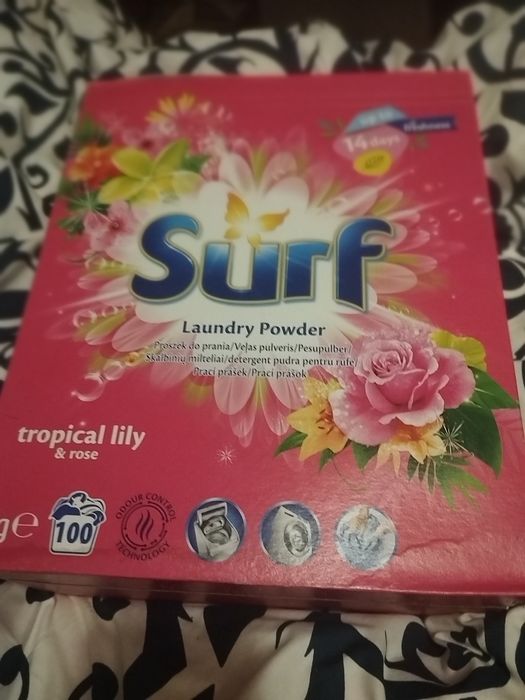 14 days
Surf
Laundry Powder
Proszek do prania/Veļas pulveris/Pesupulber/
Skalbinių milteliai/detergent pudra pentru rufe/
Prací prášek/Prací prášok
tropical lily
& rose
g℮
100
ODOUR CONTROL
TECHNOLOGY